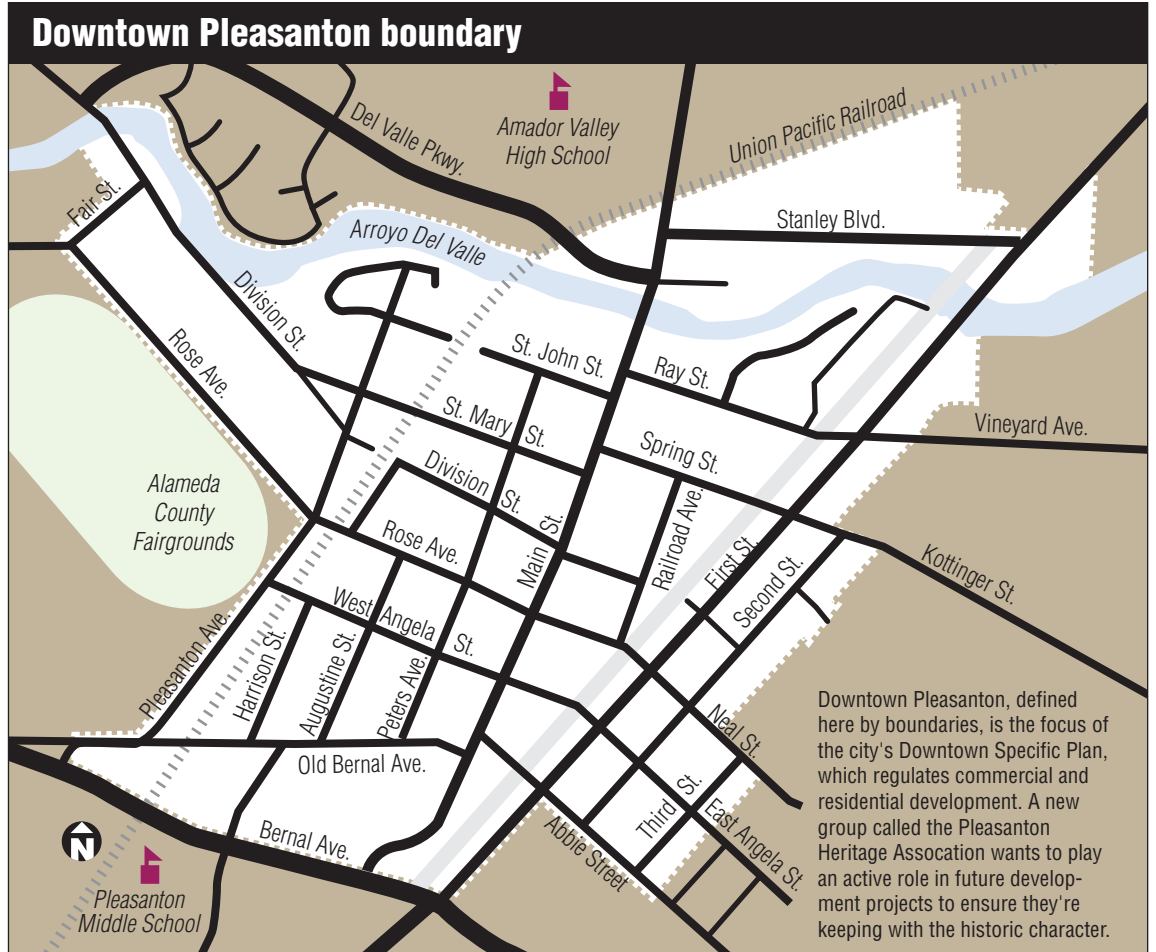 Downtown Pleasanton boundary
Del Valle Pkwy.
Amador Valley
High School
Union Pacific Railroad
Fair St.
Arroyo Del Valle
Stanley Blvd.
Division St.
Rose Ave.
St. John St.
Ray St.
St. Mary St.
Vineyard Ave.
Spring St.
Division St.
Alameda
County
Fairgrounds
Rose Ave.
Main St.
Railroad Ave.
First St.
Second St.
Kottinger St.
West Angela St.
Pleasanton Ave.
Harrison St.
Augustine St.
Peters Ave.
Neal St.
Old Bernal Ave.
Third St.
East Angela St.
Abbie Street
Bernal Ave.
N
Pleasanton
Middle School
Downtown Pleasanton, defined
here by boundaries, is the focus of
the city's Downtown Specific Plan,
which regulates commercial and
residential development. A new
group called the Pleasanton
Heritage Assocation wants to play
an active role in future develop-
ment projects to ensure they're
keeping with the historic character.